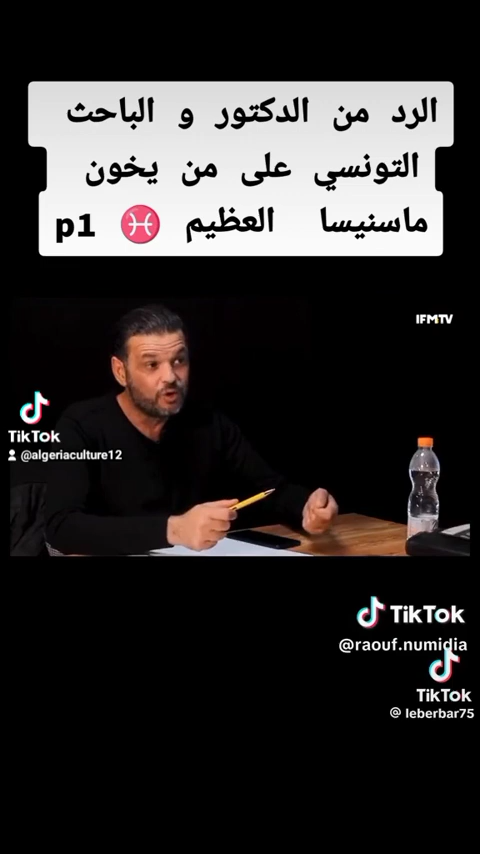 الرد من الدكتور و الباحث
التونسي على من يخون
ماسنيسا العظيم ♓ p1
IFMTV
TikTok
@algeriaculture12
TikTok
@raouf.numidia
TikTok
@ leberbar75